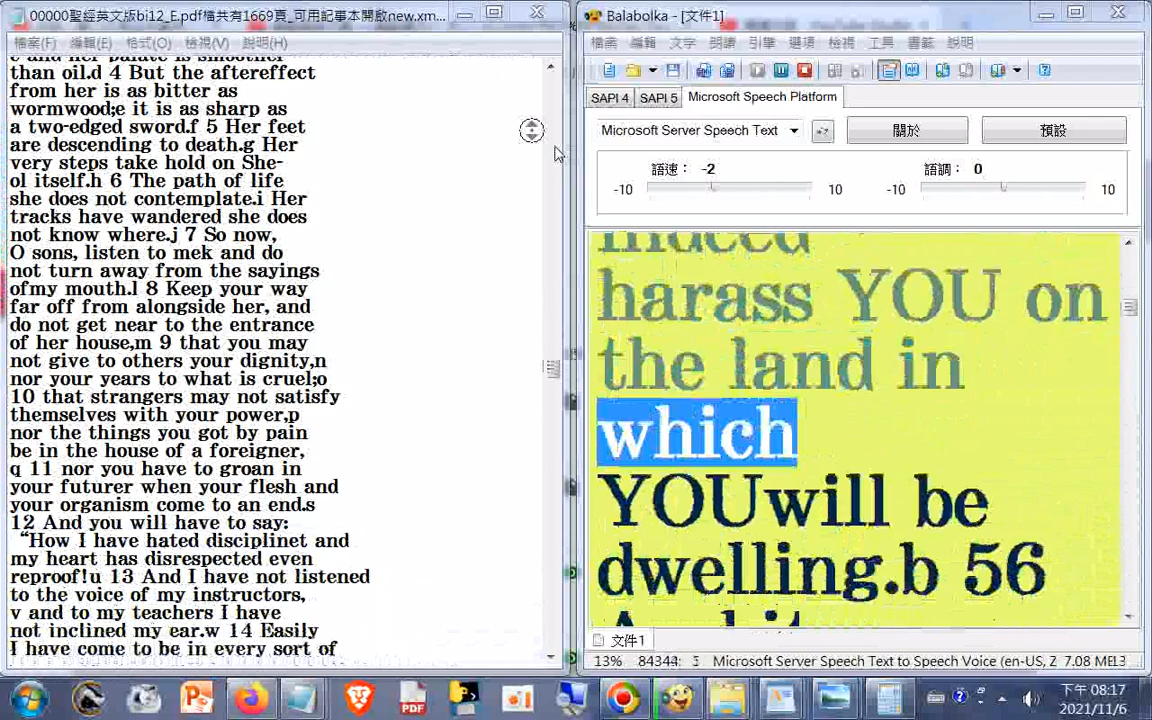 00000聖經英文版bi12_E.pdf檔共有1669頁_可用記事本開啟new.xm...
檔案(F) 編輯(E) 格式(O) 檢視(V) 說明(H)
than oil.d 4 But the aftereffect
from her is as bitter as
wormwood;e it is as sharp as
a two-edged sword.f 5 Her feet
are descending to death.g Her
very steps take hold on She-
ol itself.h 6 The path of life
she does not contemplate.i Her
tracks have wandered she does
not know where.j 7 So now,
O sons, listen to mek and do
not turn away from the sayings
ofmy mouth.l 8 Keep your way
far off from alongside her, and
do not get near to the entrance
of her house,m 9 that you may
not give to others your dignity,n
nor your years to what is cruel;o
10 that strangers may not satisfy
themselves with your power,p
nor the things you got by pain
be in the house of a foreigner,
q 11 nor you have to groan in
your futurer when your flesh and
your organism come to an end.s
12 And you will have to say:
“How I have hated disciplinet and
my heart has disrespected even
reproof!u 13 And I have not listened
to the voice of my instructors,
v and to my teachers I have
not inclined my ear.w 14 Easily
I have come to be in every sort of
Balabolka - [文件1]
檔案 編輯 文字 朗讀 引擎 選項 檢視 工具 書籤 說明
SAPI 4 SAPI 5 Microsoft Speech Platform
Microsoft Server Speech Text 關於 預設
語速： -2 語調： 0
-10 10 -10 10
indeed
harass YOU on
the land in
which
YOUwill be
dwelling.b 56
And it
文件1
13% 84344: Microsoft Server Speech Text to Speech Voice (en-US, Z 7.08 ME13
PDF
下午 08:17
2021/11/6